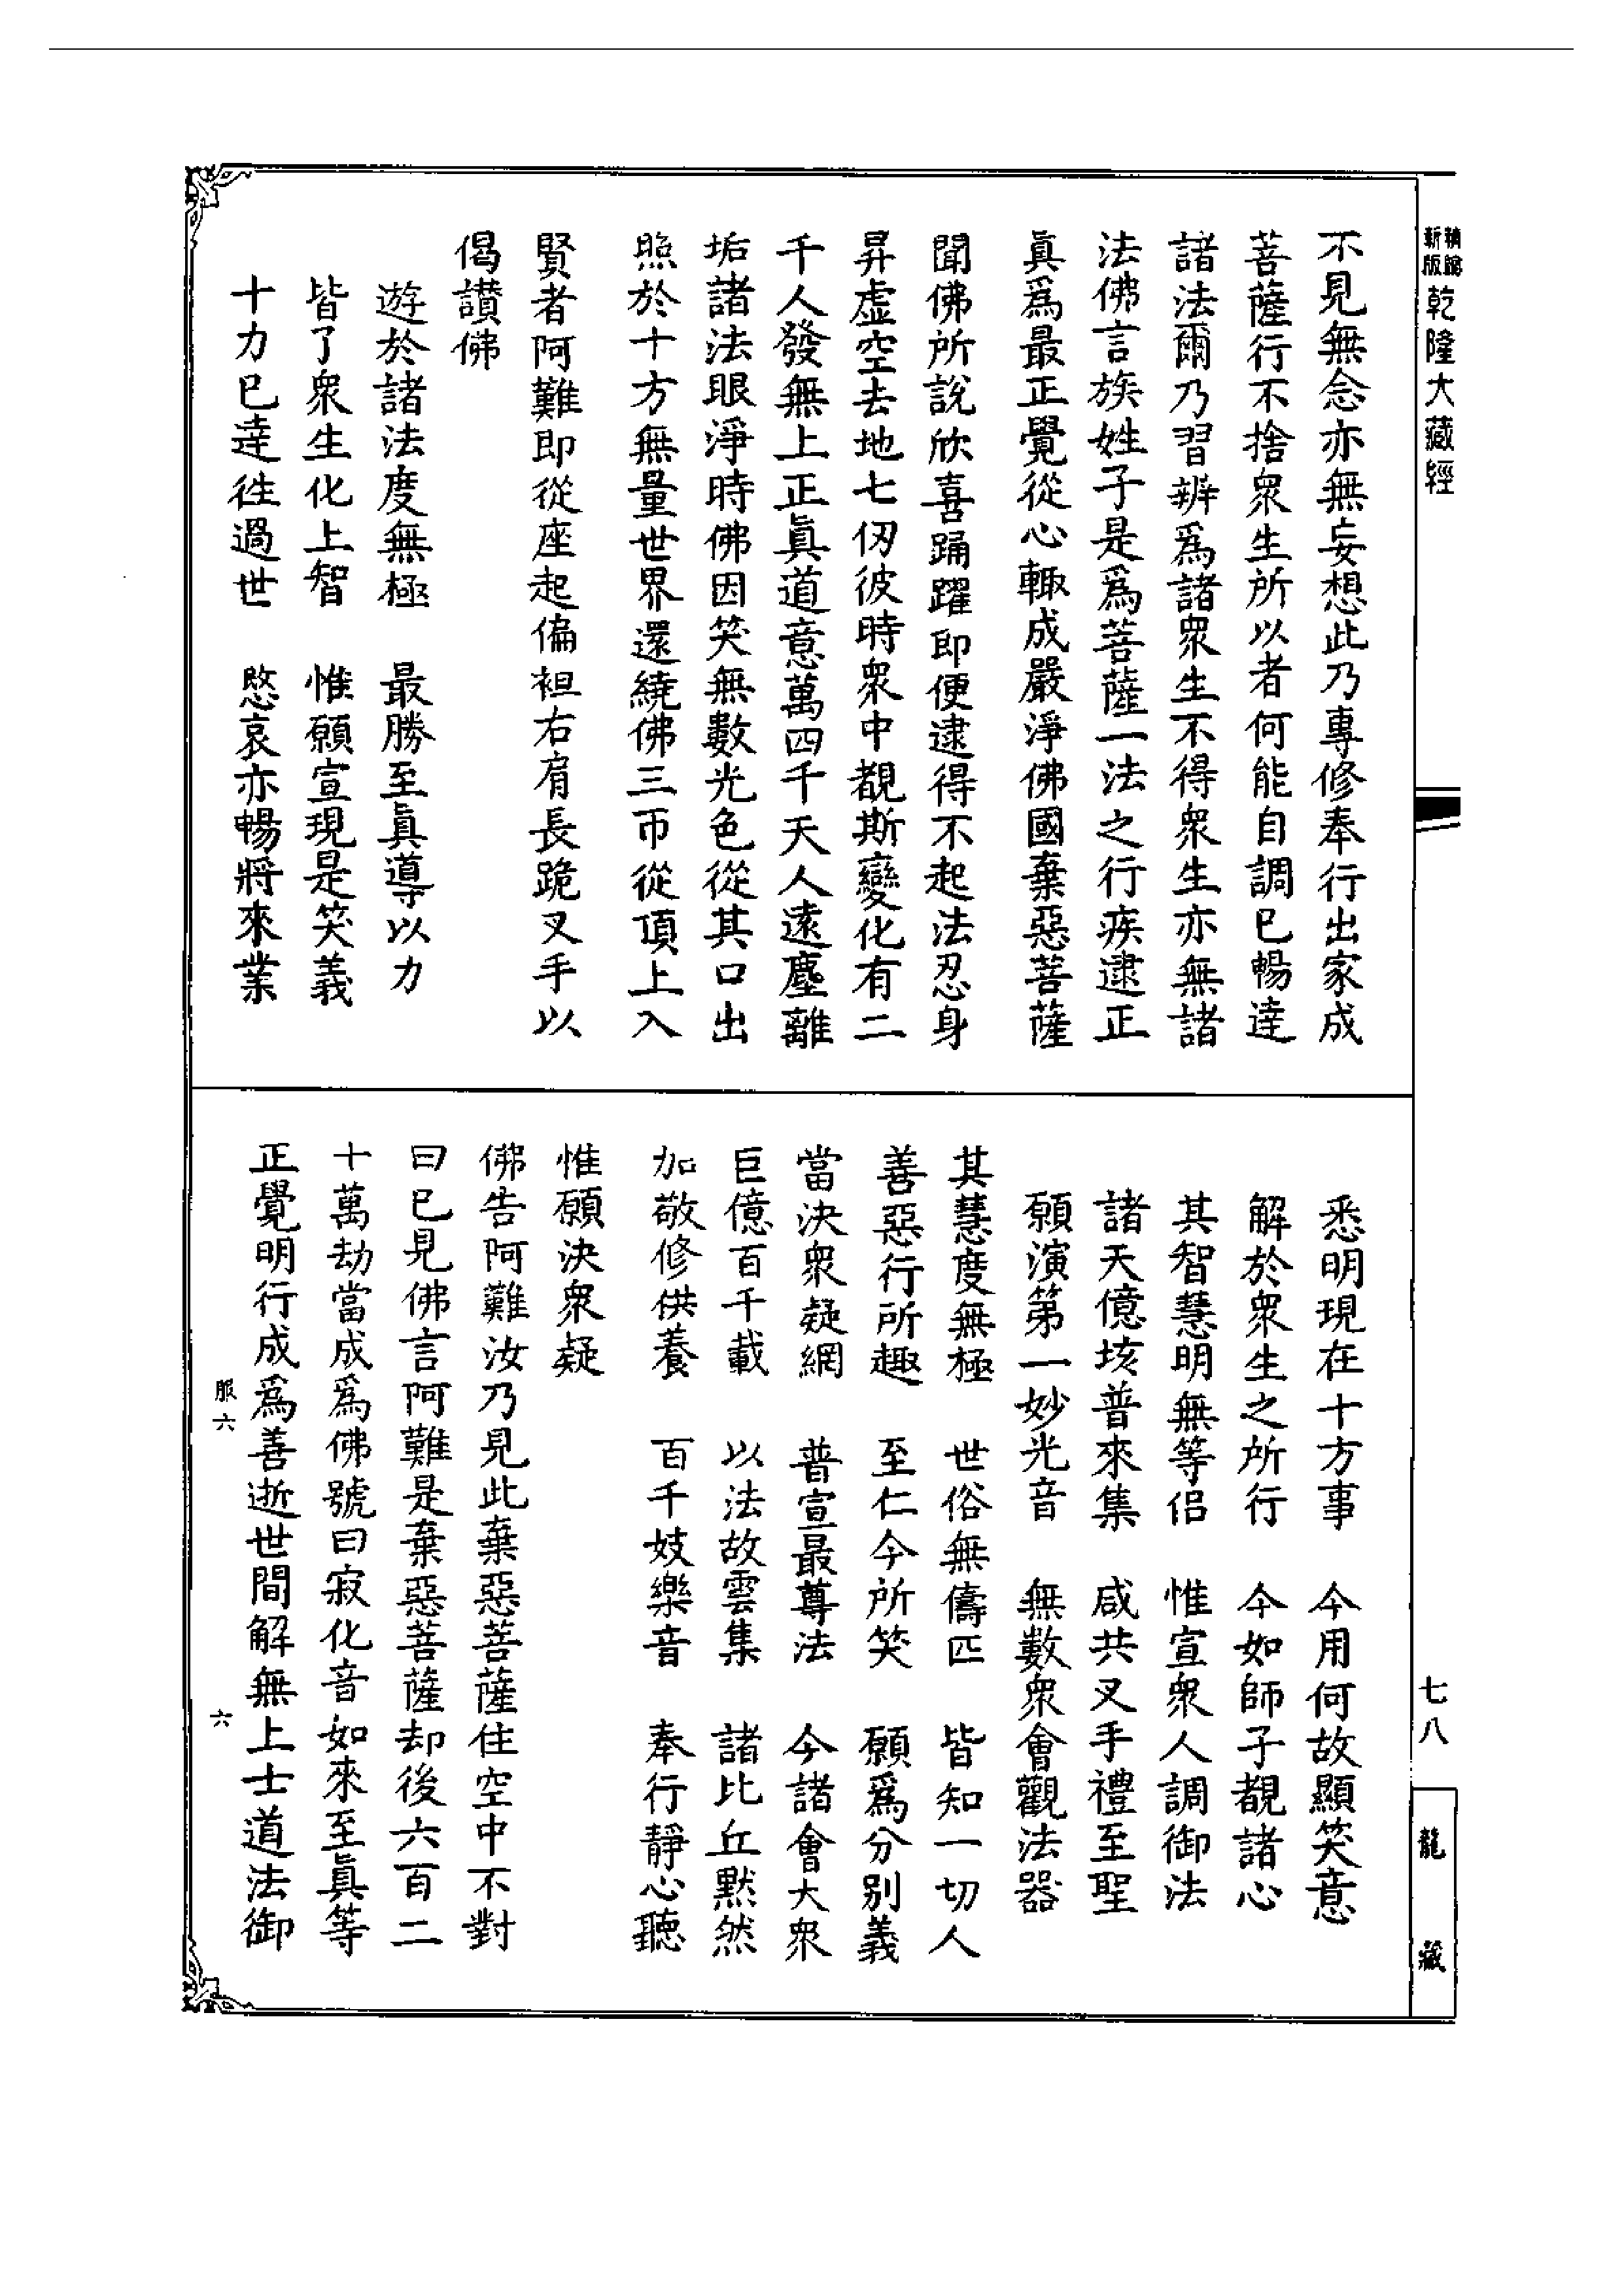 新版
精縮
乾隆大藏經
不見無念亦無妄想此乃專修奉行出家成
菩薩行不捨衆生所以者何能自調已暢達
諸法爾乃習辨爲諸衆生不得衆生亦無諸
法佛言族姓子是爲菩薩一法之行疾逮正
眞爲最正覺從心輙成嚴淨佛國棄惡菩薩
聞佛所說欣喜踊躍即便逮得不起法忍身
昇虚空去地七仞彼時衆中覩斯變化有二
千人發無上正眞道意萬四千天人遠塵離
垢諸法眼淨時佛因笑無數光色從其口出
照於十方無量世界還繞佛三帀從頂上入
賢者阿難即從座起偏袒右肩長跪叉手以
偈讃佛
遊於諸法度無極　最勝至眞導以力
皆了衆生化上智　惟願宣現是笑義
十力已達徃過世　愍哀亦暢將來業
悉明現在十方事　今用何故顯笑意
解於衆生之所行　今如師子覩諸心
其智慧明無等侣　惟宣衆人調御法
諸天億垓普來集　咸共叉手禮至聖
願演第一妙光音　無數衆會觀法器
其慧度無極　世俗無儔匹　皆知一切人
善惡行所趣　至仁今所笑　願爲分别義
當決衆疑網　普宣最尊法　今諸會大衆
巨億百千載　以法故雲集　諸比丘黙然
加敬修供養　百千妓樂音　奉行靜心聽
惟願決衆疑
佛告阿難汝乃見此棄惡菩薩住空中不對
曰已見佛言阿難是棄惡菩薩却後六百二
十萬劫當成爲佛號曰寂化音如來至眞等
正覺明行成爲善逝世間解無上士道法御
七八
龍藏
服六
六